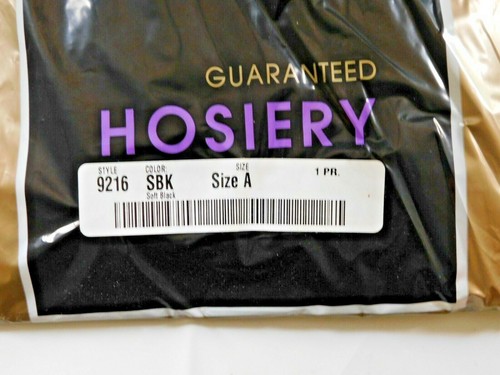 GUARANTEED
HOSIERY
STYLE COLOR SIZE 1 PR.
9216 SBK Size A
Soft Black